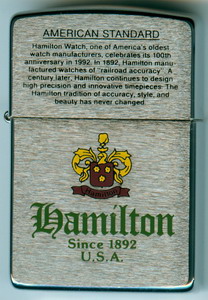 AMERICAN STANDARD
Hamilton Watch, one of America's oldest
watch manufacturers, celebrates its 100th
anniversary in 1992. In 1892, Hamilton manu-
factured watches of "railroad accuracy". A
century later, Hamilton continues to design
high precision and innovative timepieces. The
Hamilton tradition of accuracy, style, and
beauty has never changed.
Hamilton
Hamilton
Since 1892
U.S.A.